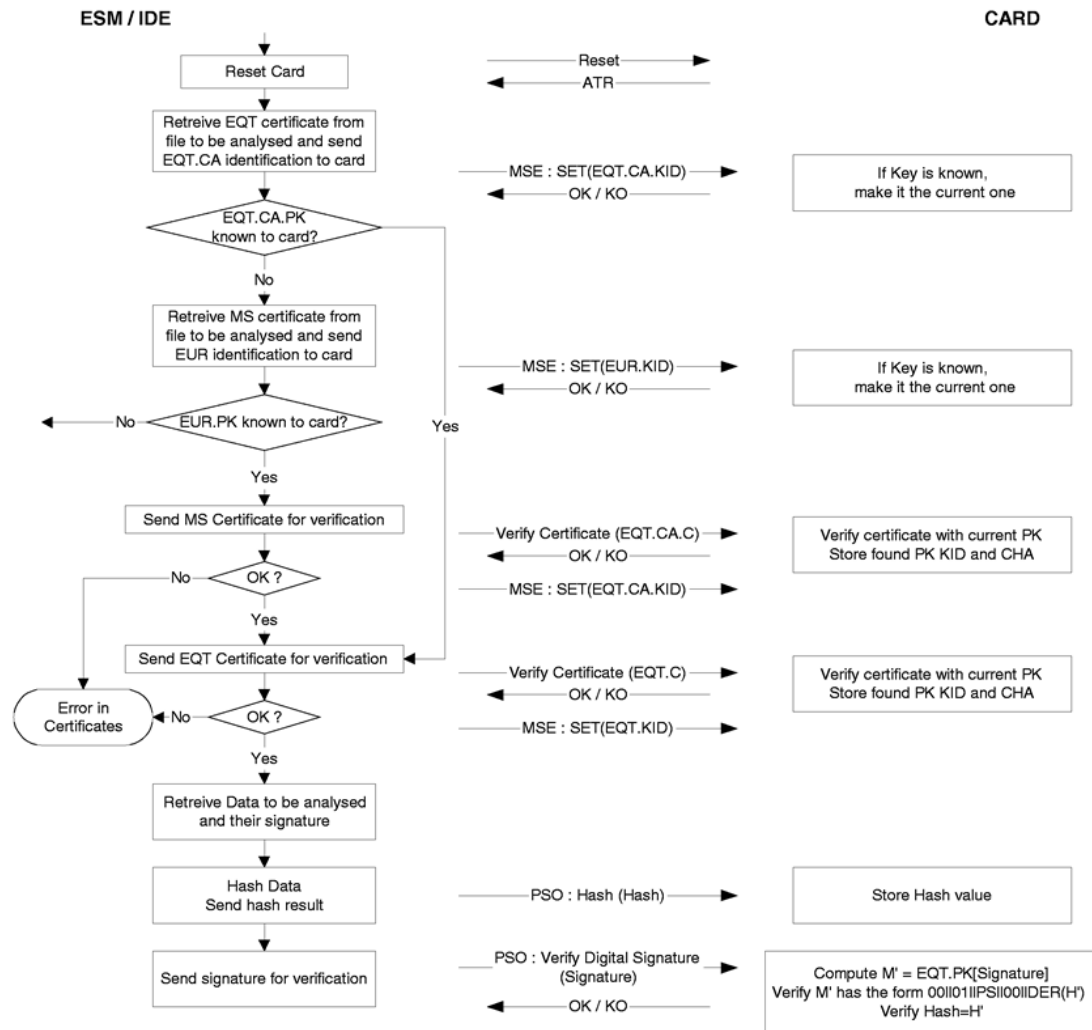 ESM / IDE
CARD
Reset Card
Reset
ATR
Retreive EQT certificate from
file to be analysed and send
EQT.CA identification to card
MSE : SET(EQT.CA.KID)
OK / KO
If Key is known,
make it the current one
EQT.CA.PK
known to card?
No
Yes
Retreive MS certificate from
file to be analysed and send
EUR identification to card
MSE : SET(EUR.KID)
OK / KO
If Key is known,
make it the current one
No
EUR.PK known to card?
Yes
Send MS Certificate for verification
Verify Certificate (EQT.CA.C)
OK / KO
Verify certificate with current PK
Store found PK KID and CHA
No
OK ?
MSE : SET(EQT.CA.KID)
Yes
Send EQT Certificate for verification
Verify Certificate (EQT.C)
OK / KO
Verify certificate with current PK
Store found PK KID and CHA
Error in
Certificates
No
OK ?
MSE : SET(EQT.KID)
Yes
Retreive Data to be analysed
and their signature
Hash Data
Send hash result
PSO : Hash (Hash)
Store Hash value
Send signature for verification
PSO : Verify Digital Signature
(Signature)
OK / KO
Compute M' = EQT.PK[Signature]
Verify M' has the form 00||01||PS||00||DER(H')
Verify Hash=H'